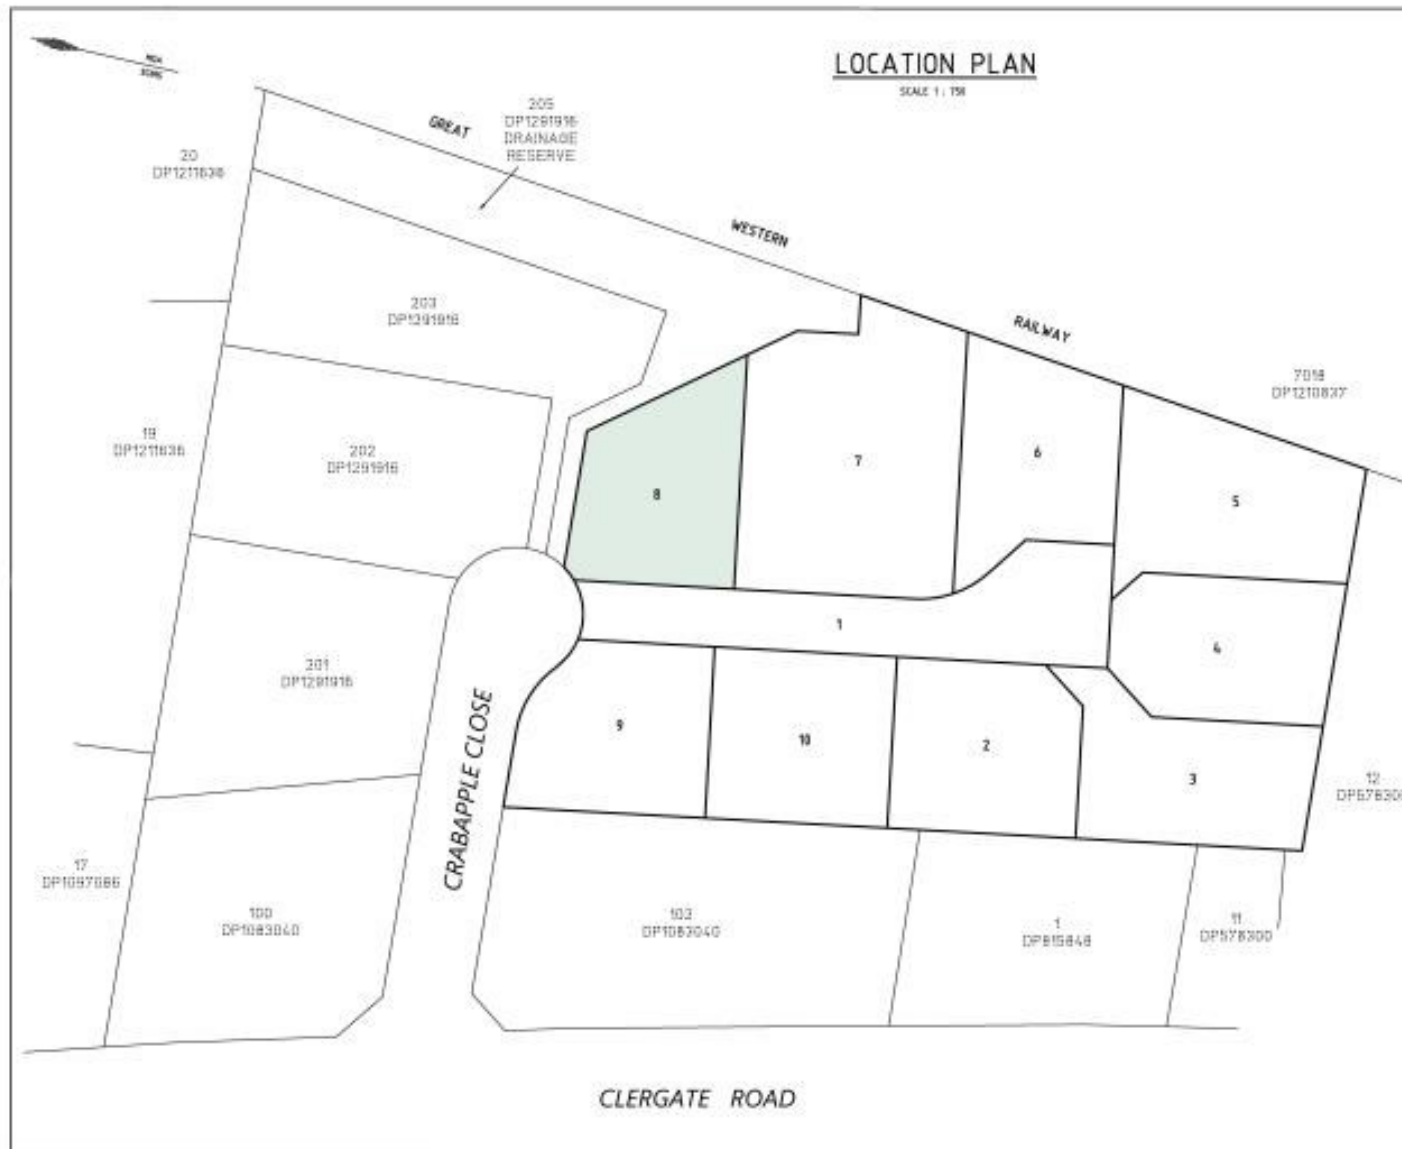 LOCATION PLAN
SCALE 1 : 750
MGA
GREAT
205
DP1291916
DRAINAGE
RESERVE
20
DP1211636
WESTERN
203
DP1291916
RAILWAY
7018
DP1210837
19
DP1211636
202
DP1291916
8
7
6
5
1
4
201
DP1291916
CRABAPPLE CLOSE
9
10
2
3
12
17
DP1097086
100
DP1083040
102
DP1083040
1
DP815848
11
DP578300
CLERGATE ROAD